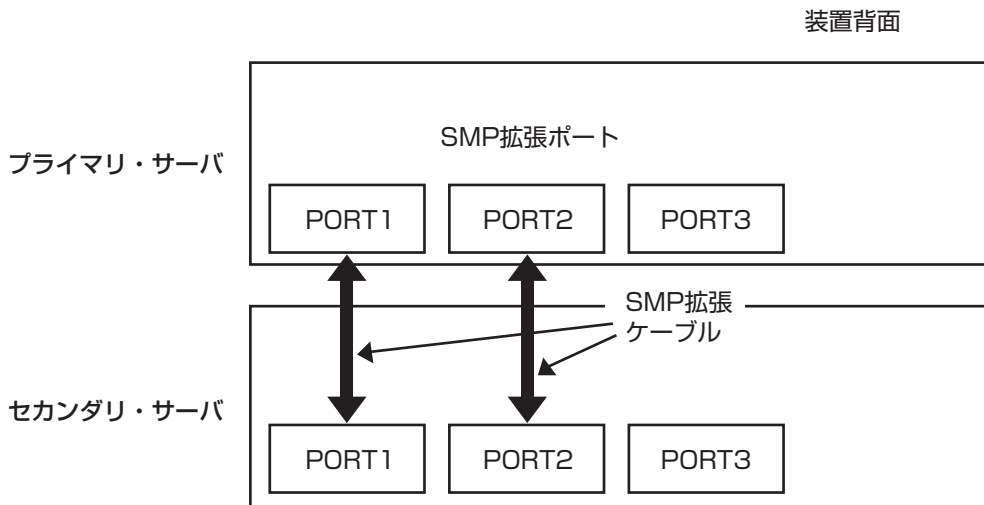 装置背面
SMP拡張ポート
プライマリ・サーバ
PORT1
PORT2
PORT3
SMP拡張
ケーブル
セカンダリ・サーバ
PORT1
PORT2
PORT3